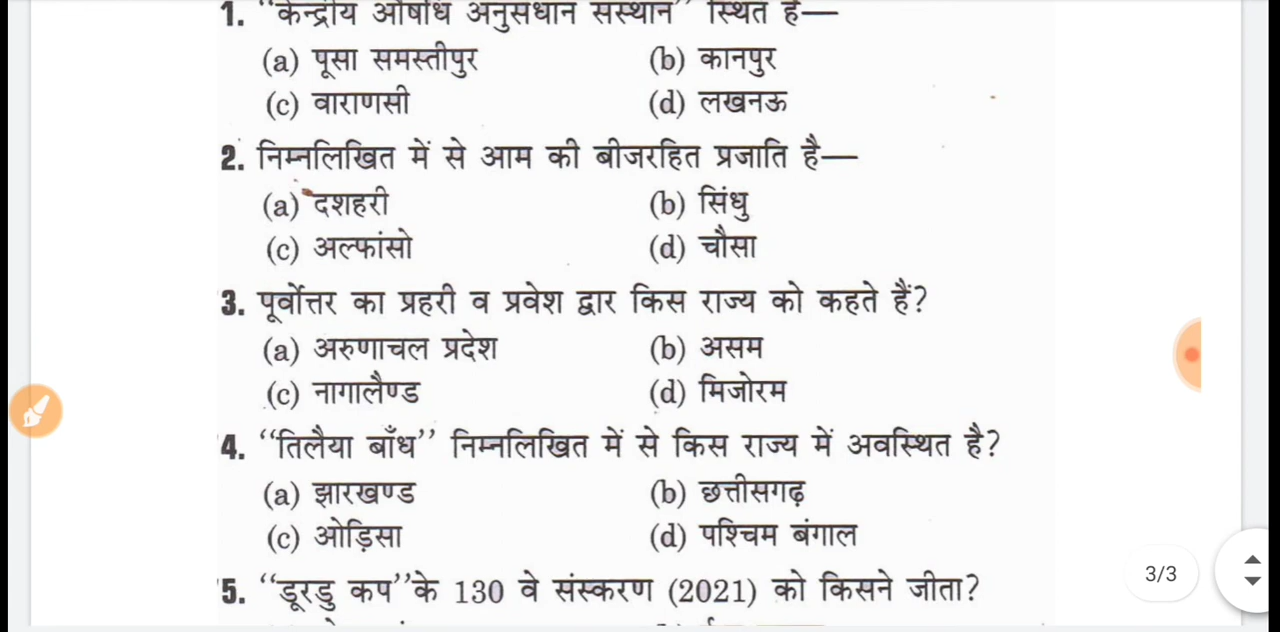 1. "केन्द्रीय औषधि अनुसंधान संस्थान" स्थित है—
(a) पूसा समस्तीपुर (b) कानपुर
(c) वाराणसी (d) लखनऊ
2. निम्नलिखित में से आम की बीजरहित प्रजाति है—
(a) दशहरी (b) सिंधु
(c) अल्फांसो (d) चौसा
3. पूर्वोत्तर का प्रहरी व प्रवेश द्वार किस राज्य को कहते हैं?
(a) अरुणाचल प्रदेश (b) असम
(c) नागालैण्ड (d) मिजोरम
4. "तिलैया बाँध" निम्नलिखित में से किस राज्य में अवस्थित है?
(a) झारखण्ड (b) छत्तीसगढ़
(c) ओड़िसा (d) पश्चिम बंगाल
3/3
5. "डूरडु कप"के 130 वे संस्करण (2021) को किसने जीता?